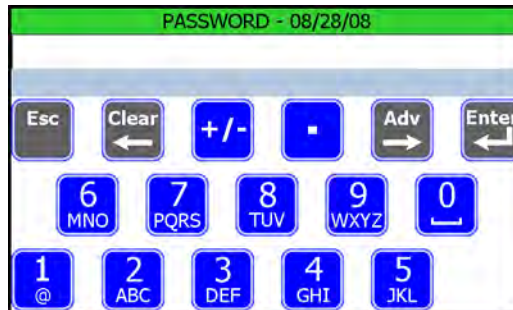 PASSWORD - 08/28/08
Esc Clear +/- . Adv Enter
6 7 8 9 0
MNO PQRS TUV WXYZ
1 2 3 4 5
@ ABC DEF GHI JKL